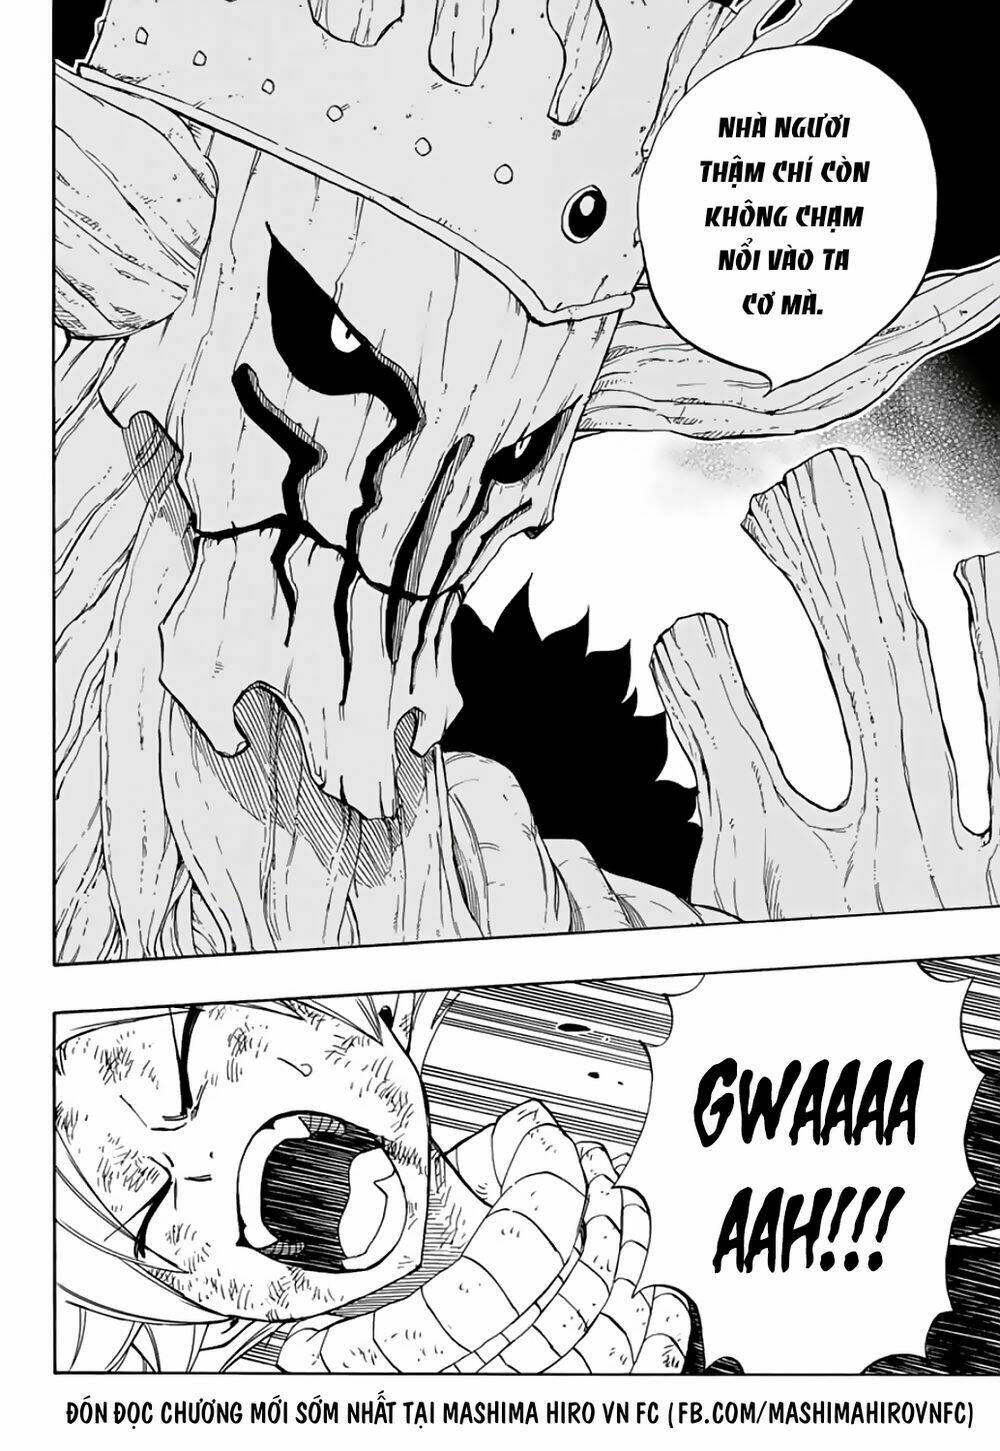 NHÀ NGƯỜI
THẬM CHÍ CÒN
KHÔNG CHẠM
NỔI VÀO TA
CƠ MÀ.
GWAAAA
AAH!!!
ĐÓN ĐỌC CHƯƠNG MỚI SỚM NHẤT TẠI MASHIMA HIRO VN FC (FB.COM/MASHIMAHIROVNFC)